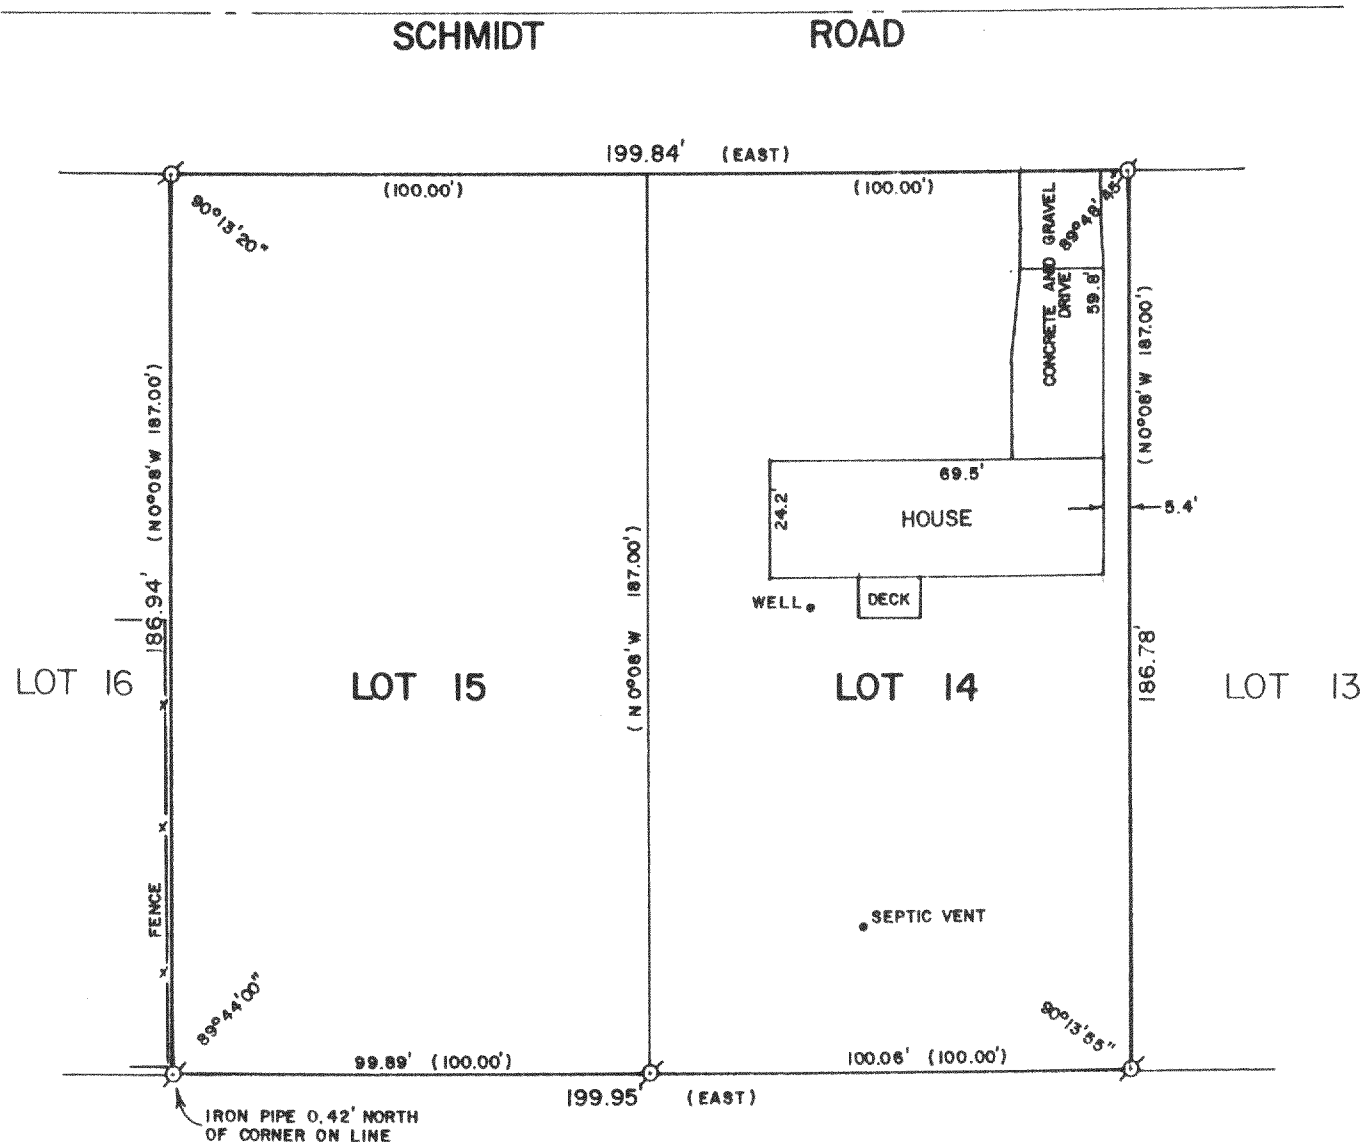 SCHMIDT ROAD
199.84' (EAST)
(100.00')
(100.00')
90°13'20"
89°48' 45"
CONCRETE AND GRAVEL
DRIVE
59.8'
(N0°08'W 187.00')
(N0°08'W 187.00')
69.5'
24.2'
HOUSE
5.4'
WELL
DECK
(N0°08'W 187.00')
186.94'
186.78'
LOT 16
LOT 15
LOT 14
LOT 13
FENCE
SEPTIC VENT
89°44'00"
90°13'55"
99.89' (100.00')
100.06' (100.00')
199.95' (EAST)
IRON PIPE 0.42' NORTH
OF CORNER ON LINE